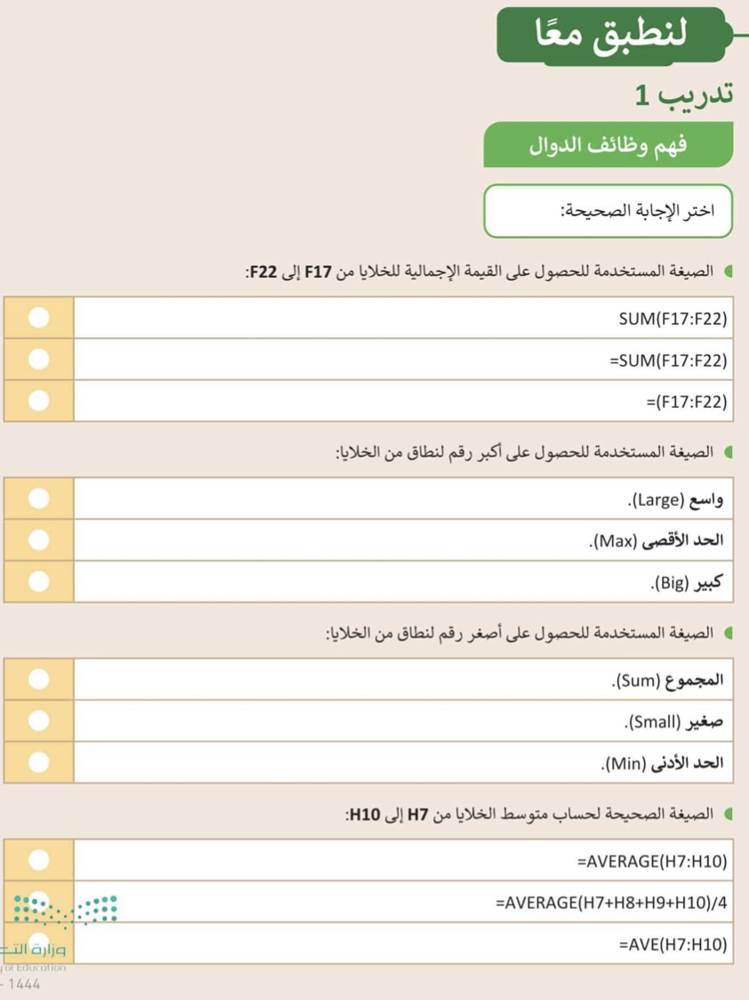 لنطبق معًا
تدريب 1
فهم وظائف الدوال
اختر الإجابة الصحيحة:
الصيغة المستخدمة للحصول على القيمة الإجمالية للخلايا من F17 إلى F22:
SUM(F17:F22)
=SUM(F17:F22)
=(F17:F22)
الصيغة المستخدمة للحصول على أكبر رقم لنطاق من الخلايا:
واسع (Large).
الحد الأقصى (Max).
كبير (Big).
الصيغة المستخدمة للحصول على أصغر رقم لنطاق من الخلايا:
المجموع (Sum).
صغير (Small).
الحد الأدنى (Min).
الصيغة الصحيحة لحساب متوسط الخلايا من H7 إلى H10:
=AVERAGE(H7:H10)
=AVERAGE(H7+H8+H9+H10)/4
=AVE(H7:H10)
وزارة
of Education
- 1444